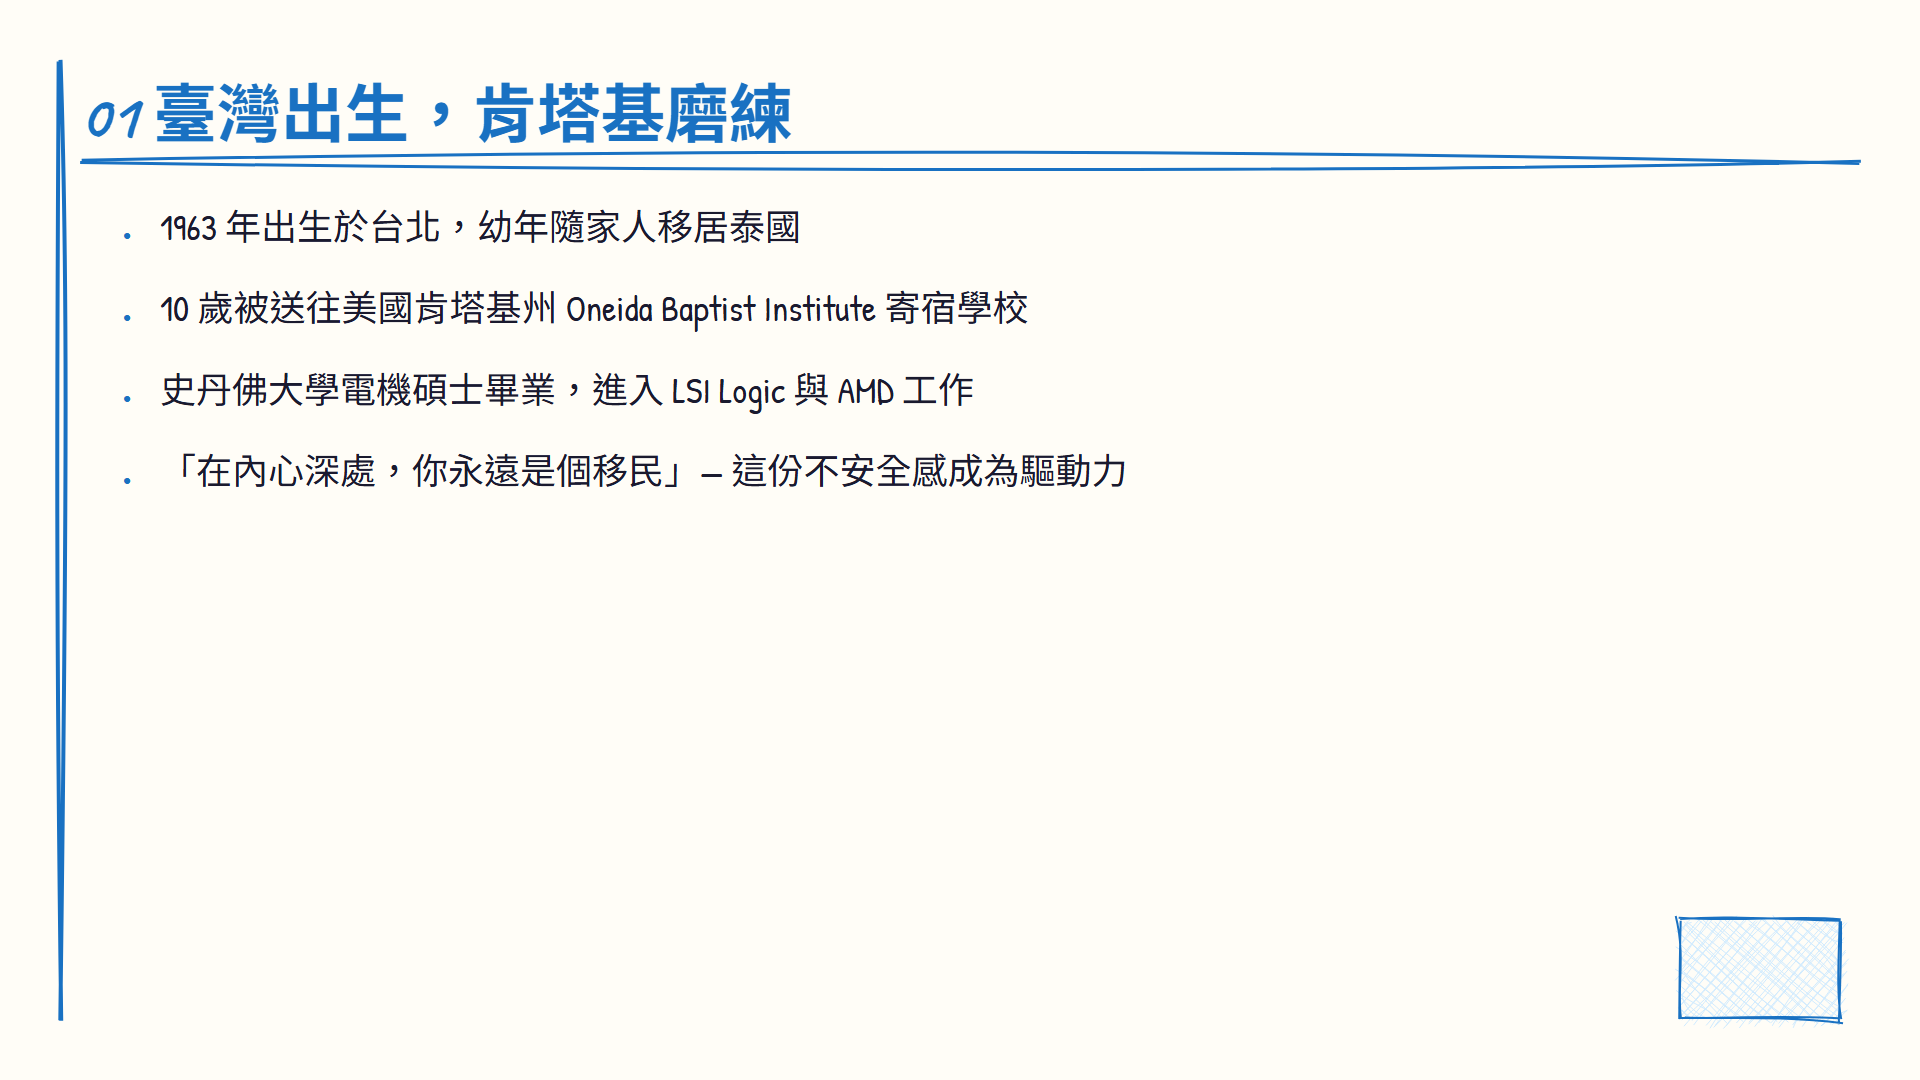 01 臺灣出生，肯塔基磨練
1963 年出生於台北，幼年隨家人移居泰國
10 歲被送往美國肯塔基州 Oneida Baptist Institute 寄宿學校
史丹佛大學電機碩士畢業，進入 LSI Logic 與 AMD 工作
「在內心深處，你永遠是個移民」— 這份不安全感成為驅動力